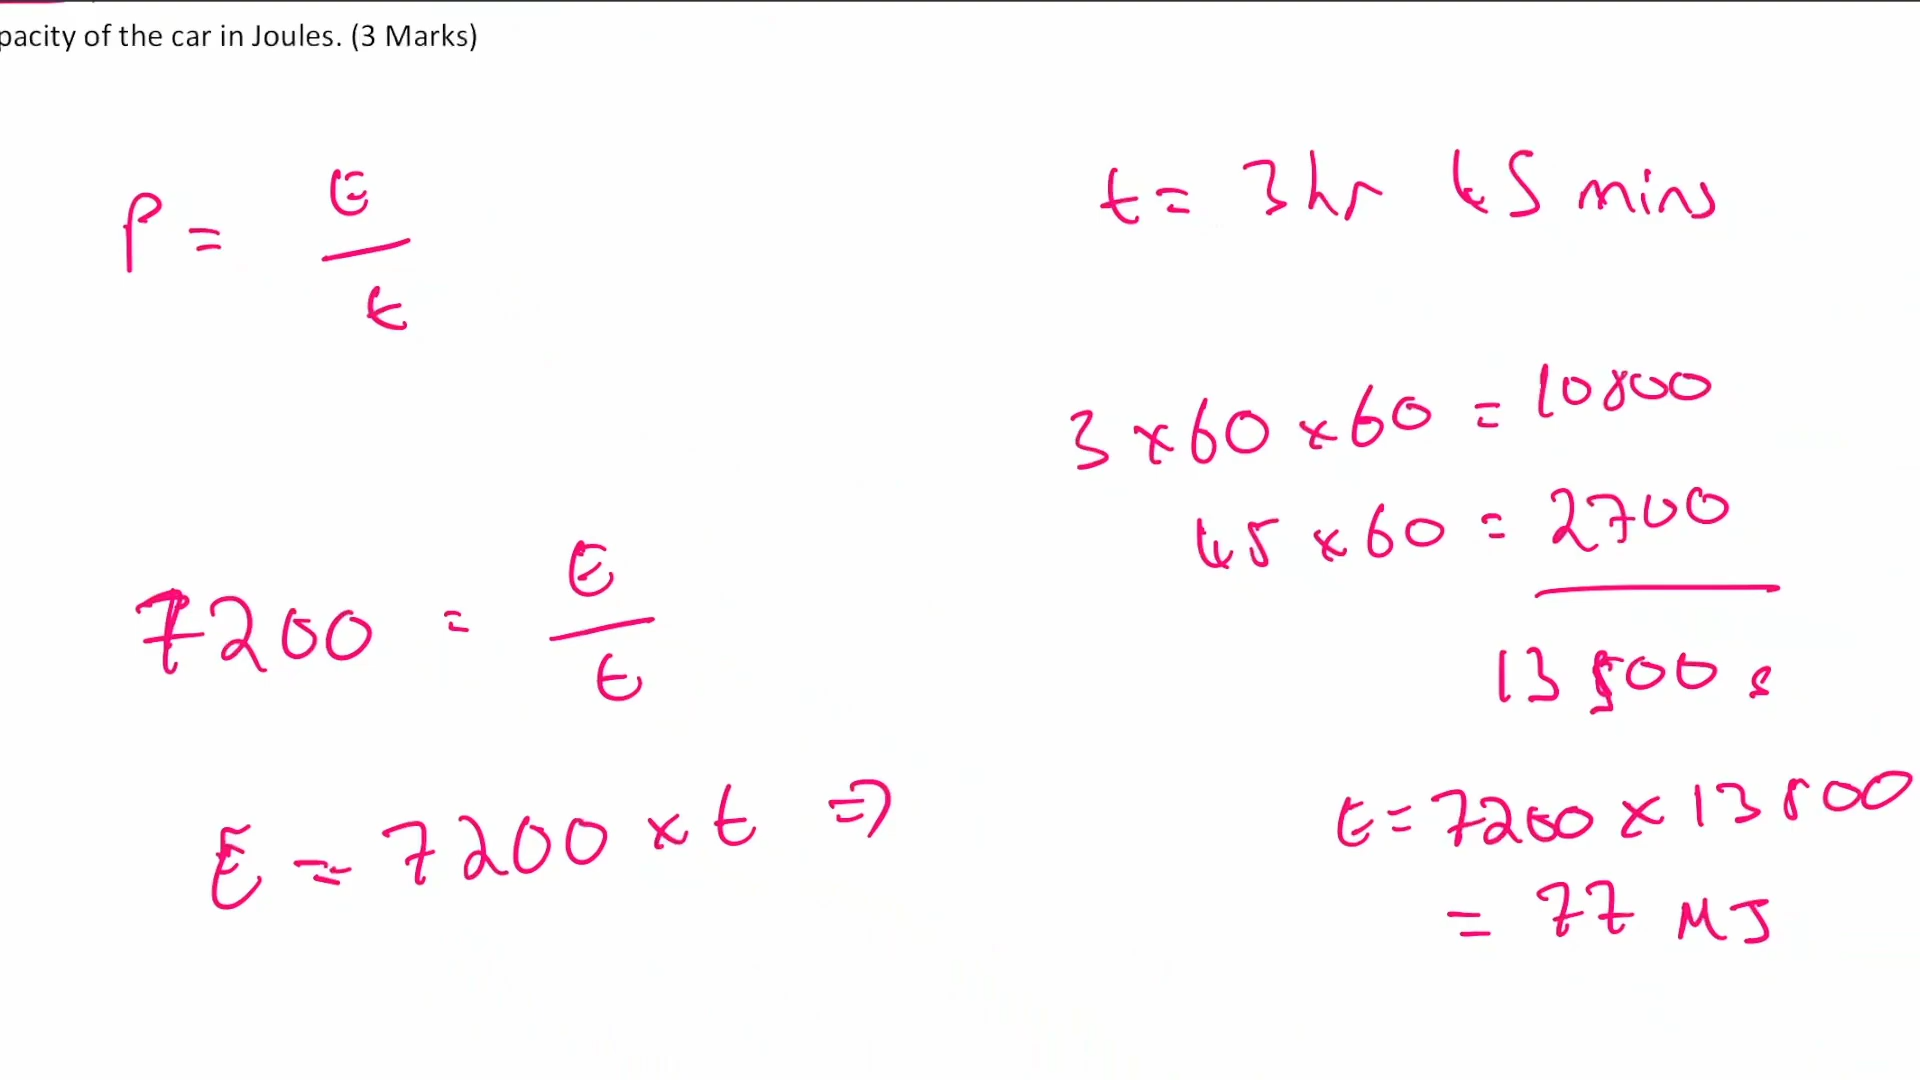 pacity of the car in Joules. (3 Marks)
P = E / t
t = 3hr 45 mins
3 x 60 x 60 = 10800
45 x 60 = 2700
13500 s
7200 = E / t
E = 7200 x t ⇒
E = 7200 x 13500
= 77 MJ